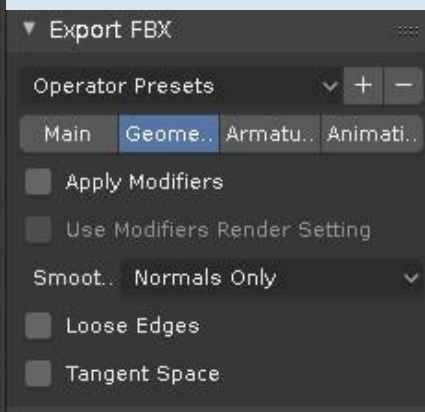 Export FBX
Operator Presets
Main Geome.. Armatu.. Animati..
Apply Modifiers
Use Modifiers Render Setting
Smoot.. Normals Only
Loose Edges
Tangent Space